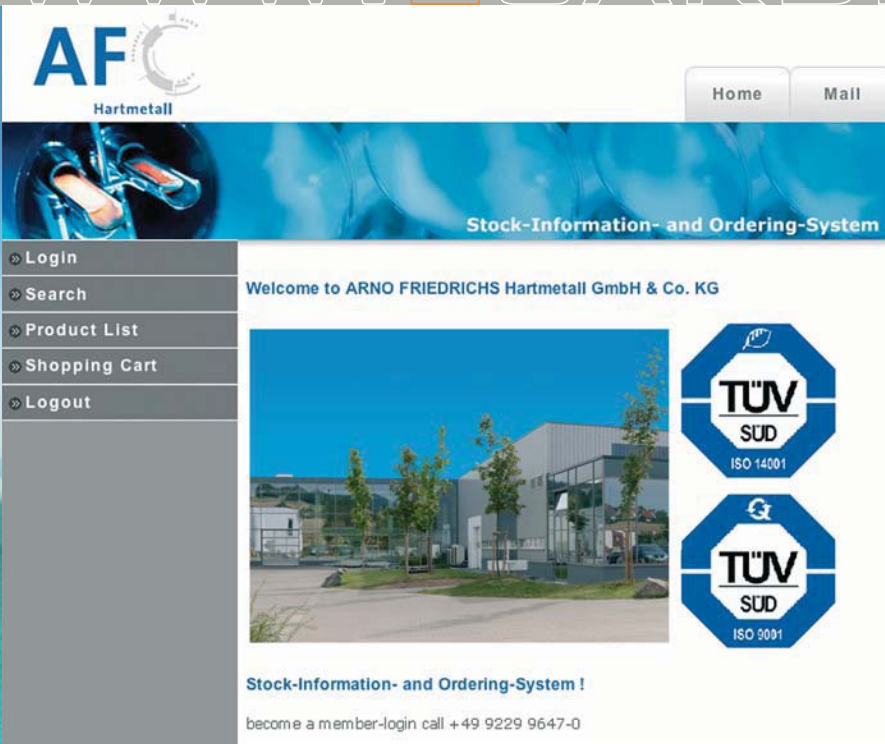 AFC
Hartmetall
Home
Mail
Stock-Information- and Ordering-System
Login
Search
Product List
Shopping Cart
Logout
Welcome to ARNO FRIEDRICHS Hartmetall GmbH & Co. KG
TÜV
SÜD
ISO 14001
TÜV
SÜD
ISO 9001
Stock-Information- and Ordering-System !
become a member-login call +49 9229 9647-0